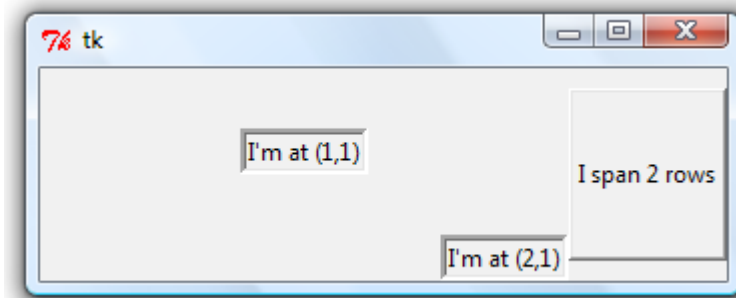 tk
I'm at (1,1)
I span 2 rows
I'm at (2,1)